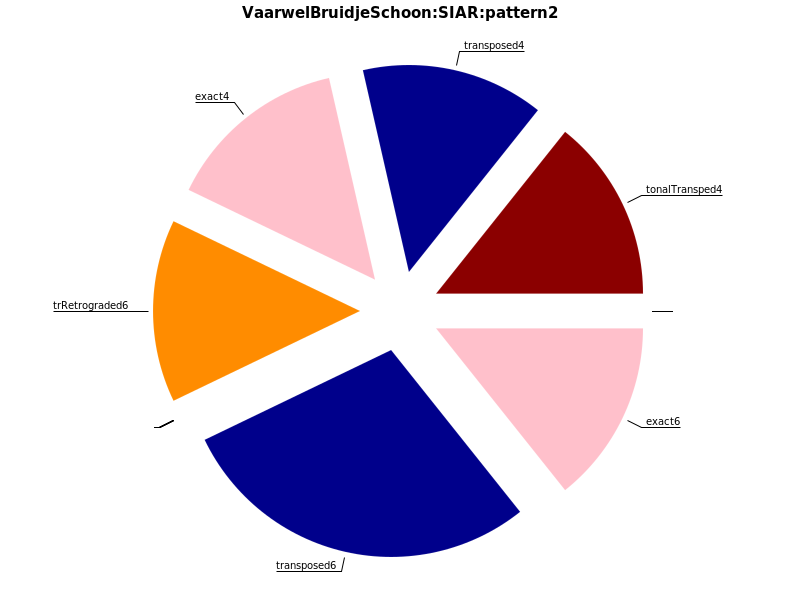 VaarwelBruidjeSchoon:SIAR:pattern2
transposed4
exact4
tonalTransped4
trRetrograded6
exact6
transposed6